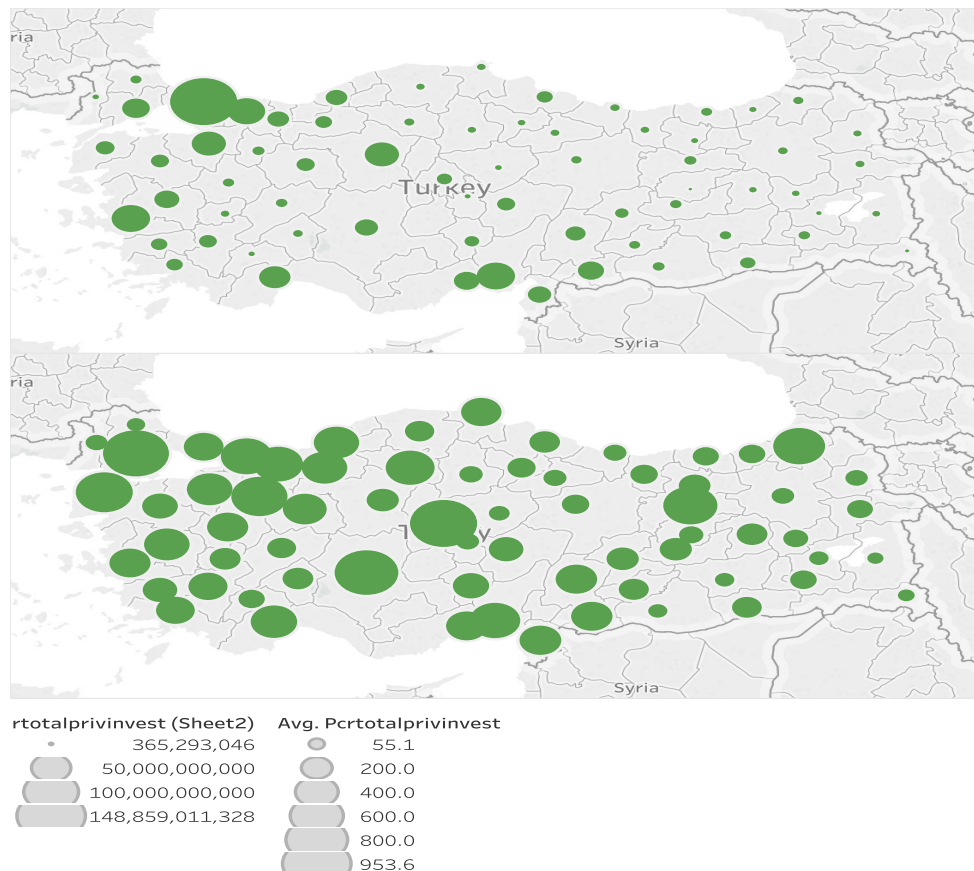 ria
Turkey
Syria
ria
Syria
rtotalprivinvest (Sheet2)
365,293,046
50,000,000,000
100,000,000,000
148,859,011,328
Avg. Pcrtotalprivinvest
55.1
200.0
400.0
600.0
800.0
953.6